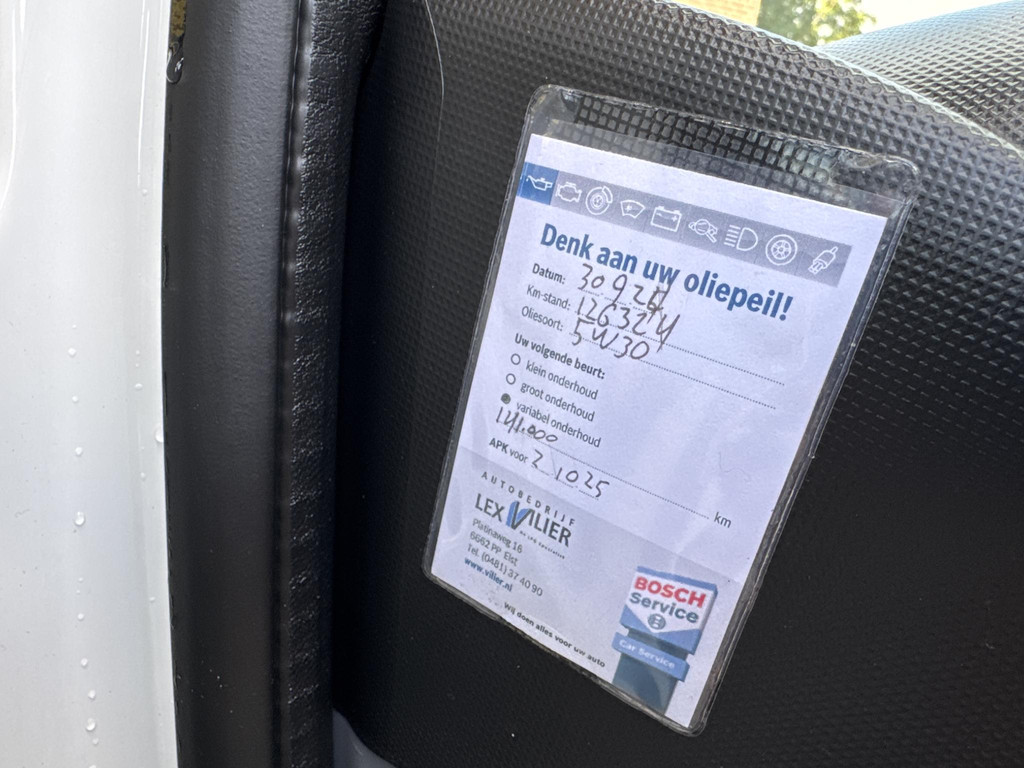 Denk aan uw oliepeil!
Datum: 30 9 24
Km-stand: 126324
Oliesoort: 5W30
Uw volgende beurt:
klein onderhoud
groot onderhoud
variabel onderhoud
141.000 km
APK voor 2 10 25
AUTOBEDRIJF
LEX VILIER
Platinaweg 16
6662 PP Elst
Tel. (0481) 37 40 90
www.vilier.nl
Wij doen alles voor uw auto
BOSCH
Service
Car Service